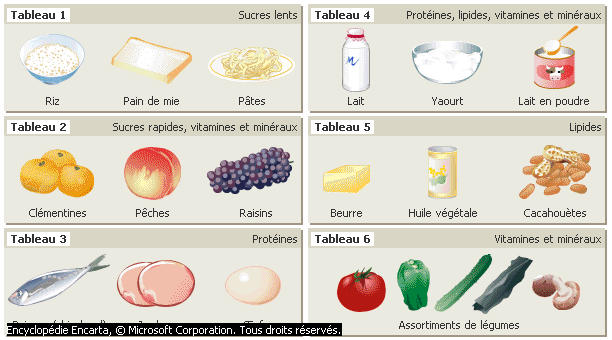 Tableau 1 Sucres lents
Riz Pain de mie Pâtes
Tableau 4 Protéines, lipides, vitamines et minéraux
Lait Yaourt Lait en poudre
Tableau 2 Sucres rapides, vitamines et minéraux
Clémentines Pêches Raisins
Tableau 5 Lipides
Beurre Huile végétale Cacahouètes
Tableau 3 Protéines
Tableau 6 Vitamines et minéraux
Assortiments de légumes
Encyclopédie Encarta, © Microsoft Corporation. Tous droits réservés.